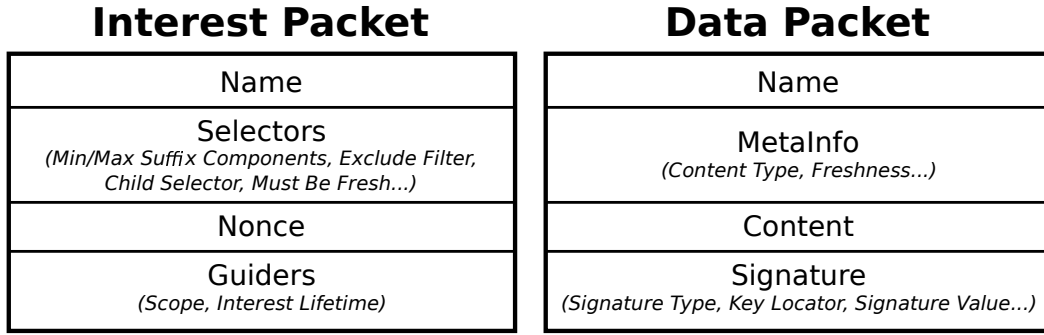 Interest Packet
Name
Selectors
(Min/Max Suffix Components, Exclude Filter,
Child Selector, Must Be Fresh...)
Nonce
Guiders
(Scope, Interest Lifetime)
Data Packet
Name
MetaInfo
(Content Type, Freshness...)
Content
Signature
(Signature Type, Key Locator, Signature Value...)